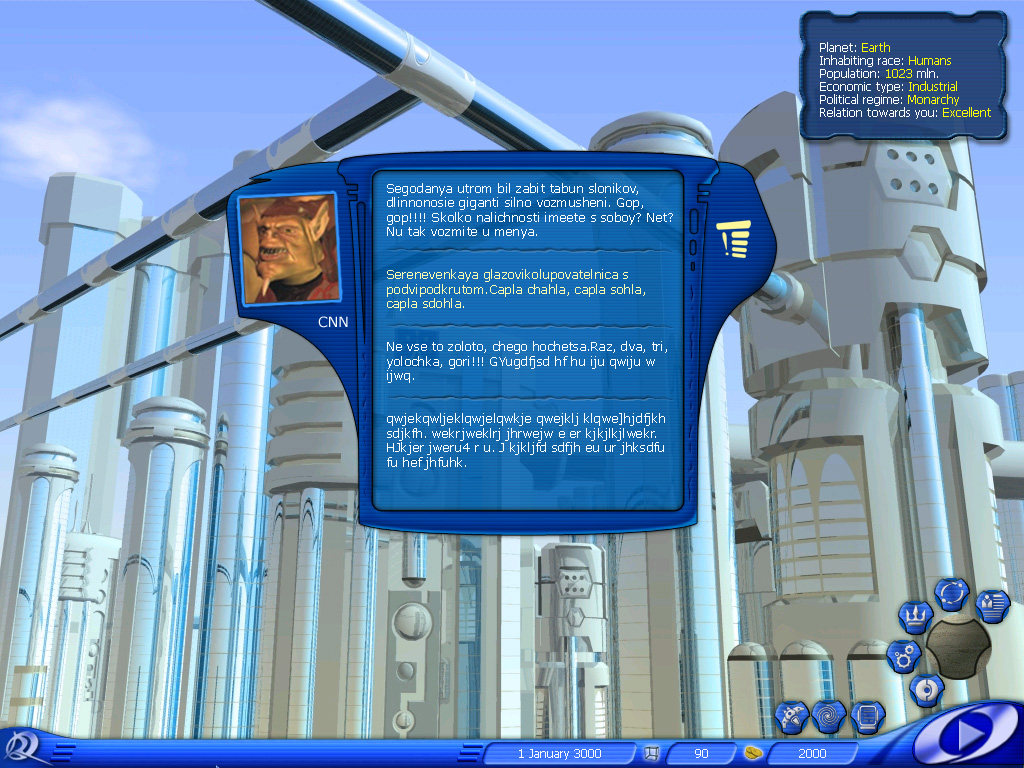 Planet: Earth
Inhabiting race: Humans
Population: 1023 mln.
Economic type: Industrial
Political regime: Monarchy
Relation towards you: Excellent
Segodanya utrom bil zabit tabun slonikov,
dlinnonosie giganti silno vozmusheni. Gop,
gop!!!! Skolko nalichnosti imeete s soboy? Net?
Nu tak vozmite u menya.
Serenevenkaya glazovikolupovatelnica s
podvipodkrutom.Capla chahla, capla sohla,
capla sdohla.
CNN
Ne vse to zoloto, chego hochetsa.Raz, dva, tri,
yolochka, gori!!! GYugdfjsd hf hu iju qwiju w
ijwq.
qwjekqwljeklqwjelqwkje qwejklj klqwe]hjdfjkh
sdjkfh. wekrjweklrj jhrwejw e er kjkjlkjlwekr.
HJkjer jweru4 r u. J kjkljfd sdfjh eu ur jhksdfu
fu hef jhfuhk.
1 January 3000
90
2000